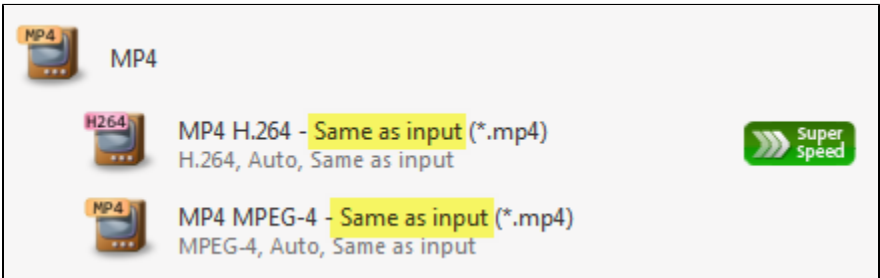 MP4
MP4
H264
MP4 H.264 - Same as input (*.mp4)
H.264, Auto, Same as input
Super
Speed
MP4
MP4 MPEG-4 - Same as input (*.mp4)
MPEG-4, Auto, Same as input